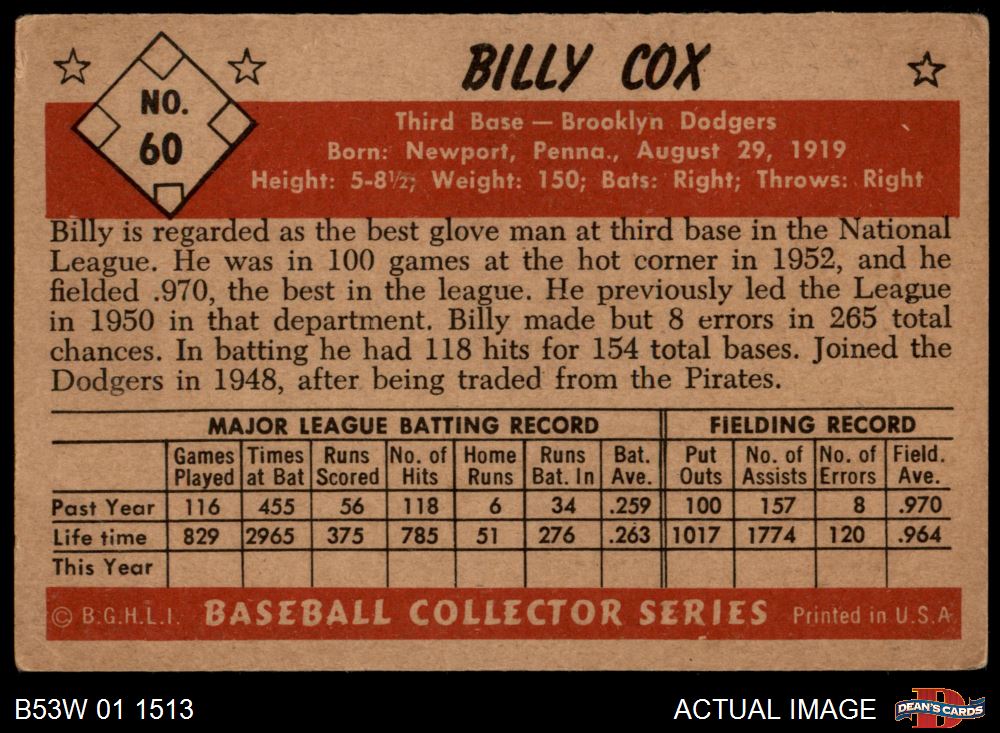 NO.
60
BILLY COX
Third Base — Brooklyn Dodgers
Born: Newport, Penna., August 29, 1919
Height: 5-8½; Weight: 150; Bats: Right; Throws: Right
Billy is regarded as the best glove man at third base in the National
League. He was in 100 games at the hot corner in 1952, and he
fielded .970, the best in the league. He previously led the League
in 1950 in that department. Billy made but 8 errors in 265 total
chances. In batting he had 118 hits for 154 total bases. Joined the
Dodgers in 1948, after being traded from the Pirates.
MAJOR LEAGUE BATTING RECORD FIELDING RECORD
Games Times Runs No. of Home Runs Bat. Put No. of No. of Field.
Played at Bat Scored Hits Runs Bat. In Ave. Outs Assists Errors Ave.
Past Year 116 455 56 118 6 34 .259 100 157 8 .970
Life time 829 2965 375 785 51 276 .263 1017 1774 120 .964
This Year
© B.G.H.L.I. BASEBALL COLLECTOR SERIES Printed in U.S.A.
B53W 01 1513 ACTUAL IMAGE DEAN'S CARDS